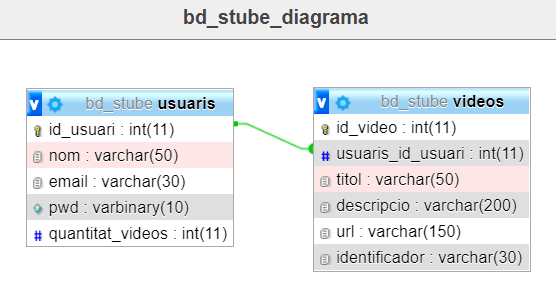 bd_stube_diagrama
v bd_stube usuaris
id_usuari : int(11)
nom : varchar(50)
email : varchar(30)
pwd : varbinary(10)
# quantitat_videos : int(11)
v bd_stube videos
id_video : int(11)
# usuaris_id_usuari : int(11)
titol : varchar(50)
descripcio : varchar(200)
url : varchar(150)
identificador : varchar(30)